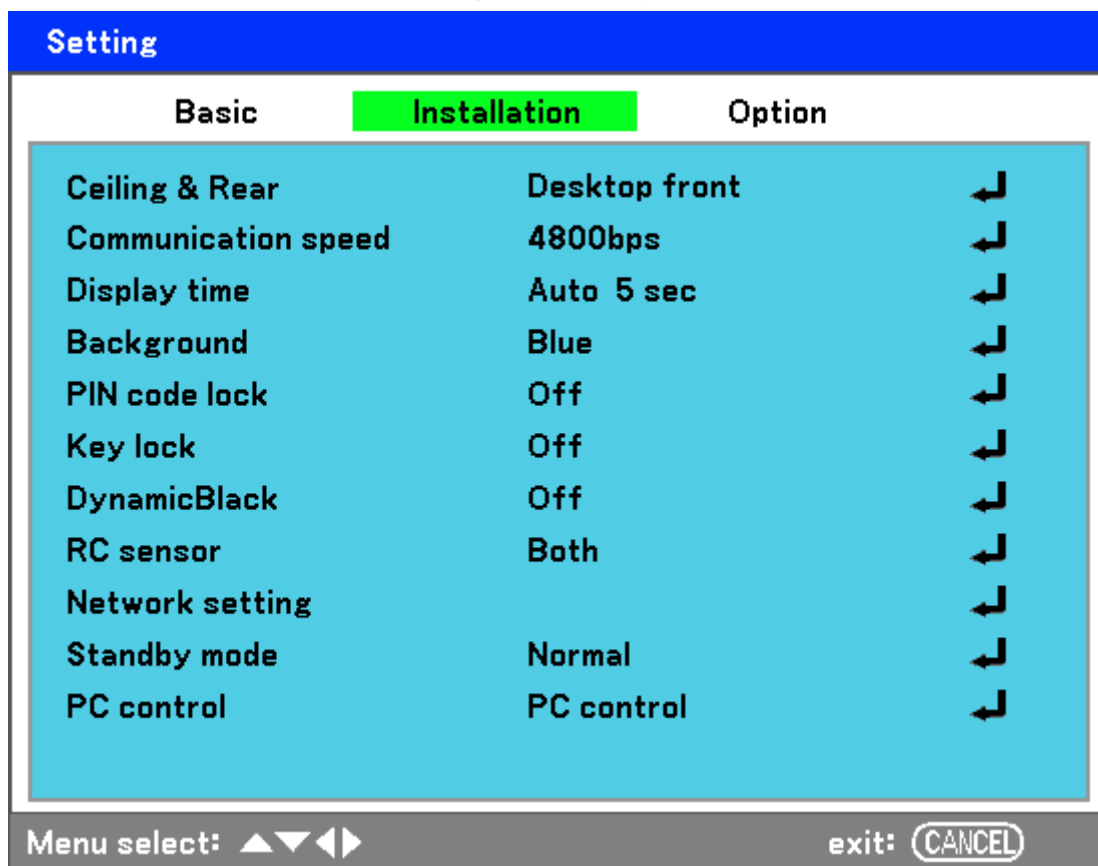 Setting
Basic Installation Option
Ceiling & Rear Desktop front
Communication speed 4800bps
Display time Auto 5 sec
Background Blue
PIN code lock Off
Key lock Off
DynamicBlack Off
RC sensor Both
Network setting
Standby mode Normal
PC control PC control
Menu select: exit: CANCEL